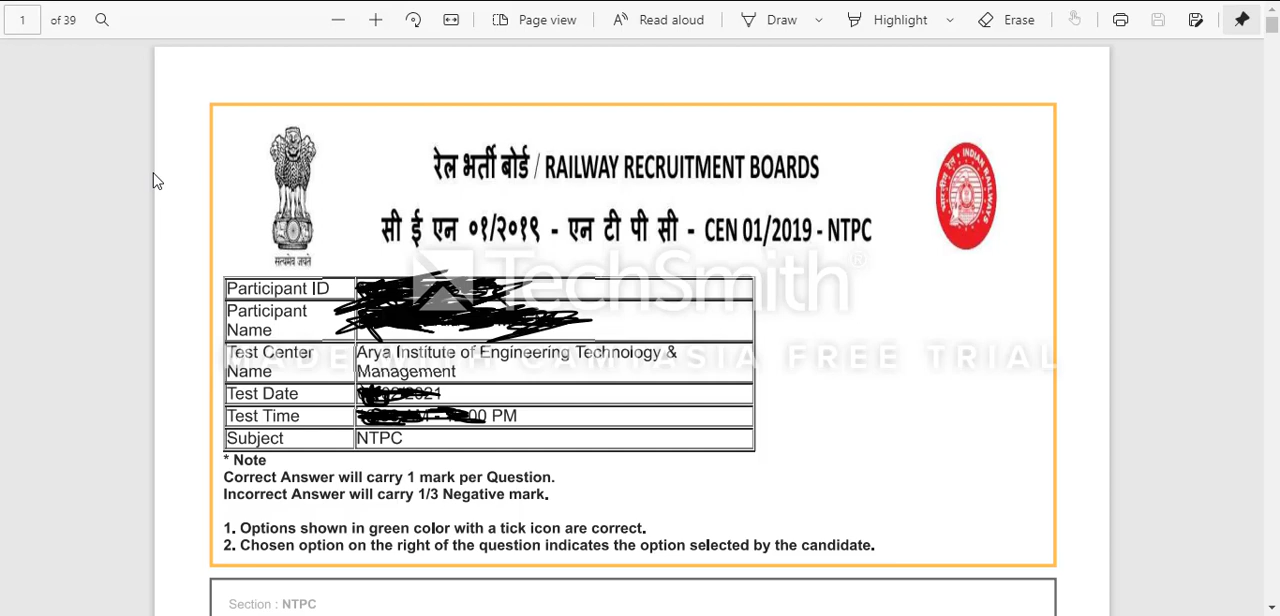 1 of 39 Page view Read aloud Draw Highlight Erase
रेल भर्ती बोर्ड / RAILWAY RECRUITMENT BOARDS
सी ई एन ०१/२०१९ - एन टी पी सी - CEN 01/2019 - NTPC
सत्यमेव जयते
INDIAN RAILWAYS
भारतीय रेल
TechSmith®
MADE WITH CAMTASIA FREE TRIAL
Participant ID
Participant
Name
Test Center Arya Institute of Engineering Technology &
Name Management
Test Date 2021
Test Time 00 PM
Subject NTPC
* Note
Correct Answer will carry 1 mark per Question.
Incorrect Answer will carry 1/3 Negative mark.
1. Options shown in green color with a tick icon are correct.
2. Chosen option on the right of the question indicates the option selected by the candidate.
Section : NTPC